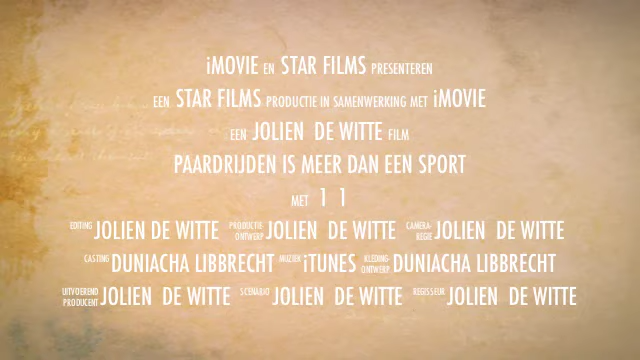 iMOVIE EN STAR FILMS PRESENTEREN
EEN STAR FILMS PRODUCTIE IN SAMENWERKING MET iMOVIE
EEN JOLIEN DE WITTE FILM
PAARDRIJDEN IS MEER DAN EEN SPORT
MET 1 1
EDITING JOLIEN DE WITTE PRODUCTIE-ONTWERP JOLIEN DE WITTE CAMERA-REGIE JOLIEN DE WITTE
CASTING DUNIACHA LIBBRECHT MUZIEK iTUNES KLEDING-ONTWERP DUNIACHA LIBBRECHT
UITVOEREND PRODUCENT JOLIEN DE WITTE SCENARIO JOLIEN DE WITTE REGISSEUR JOLIEN DE WITTE